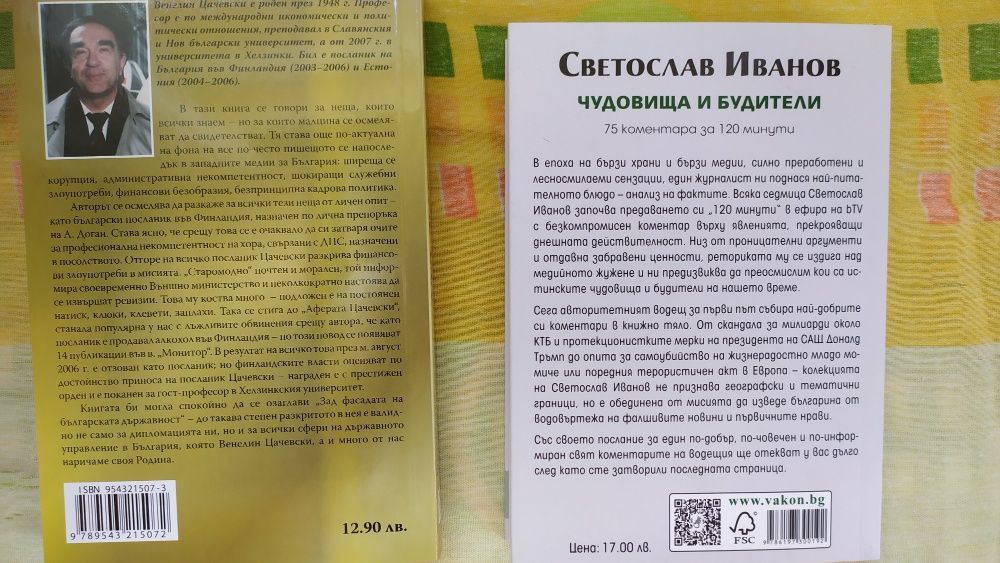 Венелин Цачевски е роден през 1948 г. Профе-
сор е по международни икономически и поли-
тически отношения, преподавал в Славянския
и Нов български университет, а от 2007 г. в
университета в Хелзинки. Бил е посланик на
България във Финландия (2003–2006) и Есто-
ния (2004–2006).
В тази книга се говори за неща, които
всички знаем – но за които малцина се осмеля-
ват да свидетелстват. Тя става още по-актуална
на фона на все по-често пишещото се напосле-
дък в западните медии за България: ширеща се
корупция, административна некомпетентност, шокиращи служебни
злоупотреби, финансови безобразия, безпринципна кадрова политика.
Авторът се осмелява да разкаже за всички тези неща от личен опит –
като български посланик във Финландия, назначен по лична препоръка
на А. Доган. Става ясно, че срещу това се е очаквало да си затваря очите
за професионална некомпетентност на хора, свързани с ДПС, назначени
в посолството. Отгоре на всичко посланик Цачевски разкрива финансо-
ви злоупотреби в мисията. „Старомодно" почтен и морален, той инфор-
мира своевременно Външно министерство и неколкократно настоява да
се извършат ревизии. Това му коства много – подложен е на постоянен
натиск, клюки, клевети, заплахи. Така се стига до „Аферата Цачевски",
станала популярна у нас с лъжливите обвинения срещу автора, че като
посланик е продавал алкохол във Финландия – но по този повод се появяват
14 публикации във в. „Монитор". В резултат на всичко това през м. август
2006 г. е отзован като посланик; но финландските власти оценяват по
достойнство приноса на посланик Цачевски – награден е с престижен
орден и е поканен за гост-професор в Хелзинкския университет.
Книгата би могла спокойно да се озаглави „Зад фасадата на
българската държавност" – до такава степен разкритото в нея е валид-
но не само за дипломацията ни, но и за всички сфери на държавното
управление в България, която Венелин Цачевски, а и много от нас
наричаме своя Родина.
ISBN 954321507-3
9 789543 215072
12.90 лв.
СВЕТОСЛАВ ИВАНОВ
ЧУДОВИЩА И БУДИТЕЛИ
75 коментара за 120 минути
В епоха на бързи храни и бързи медии, силно преработени и
лесносмилаеми сензации, един журналист ни поднася най-пита-
телното блюдо – анализ на фактите. Всяка седмица Светослав
Иванов започва предаването си „120 минути" в ефира на bTV
с безкомпромисен коментар върху явленията, прекрояващи
днешната действителност. Низ от проницателни аргументи
и отдавна забравени ценности, реториката му се издига над
медийното жужене и ни предизвиква да преосмислим кои са ис-
тинските чудовища и будители на нашето време.
Сега авторитетният водещ за първи път събира най-добрите
си коментари в книжно тяло. От скандала за милиарди около
КТБ и протекционистките мерки на президента на САЩ Доналд
Тръмп до опита за самоубийство на жизнерадостно младо мо-
миче или поредния терористичен акт в Европа – колекцията
на Светослав Иванов не признава географски и тематични
граници, но е обединена от мисията да изведе българина от
водовъртежа на фалшивите новини и първичните нрави.
Със своето послание за един по-добър, по-човечен и по-инфор-
миран свят коментарите на водещия ще отекват у вас дълго
след като сте затворили последната страница.
www.vakon.bg
FSC
9 786197 300192
Цена: 17.00 лв.